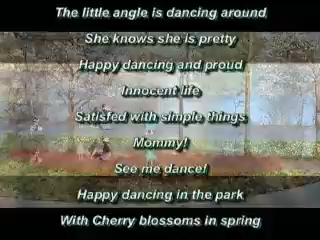 The little angle is dancing around
She knows she is pretty
Happy dancing and proud
Innocent life
Satisfed with simple things
Mommy!
See me dance!
Happy dancing in the park
With Cherry blossoms in spring